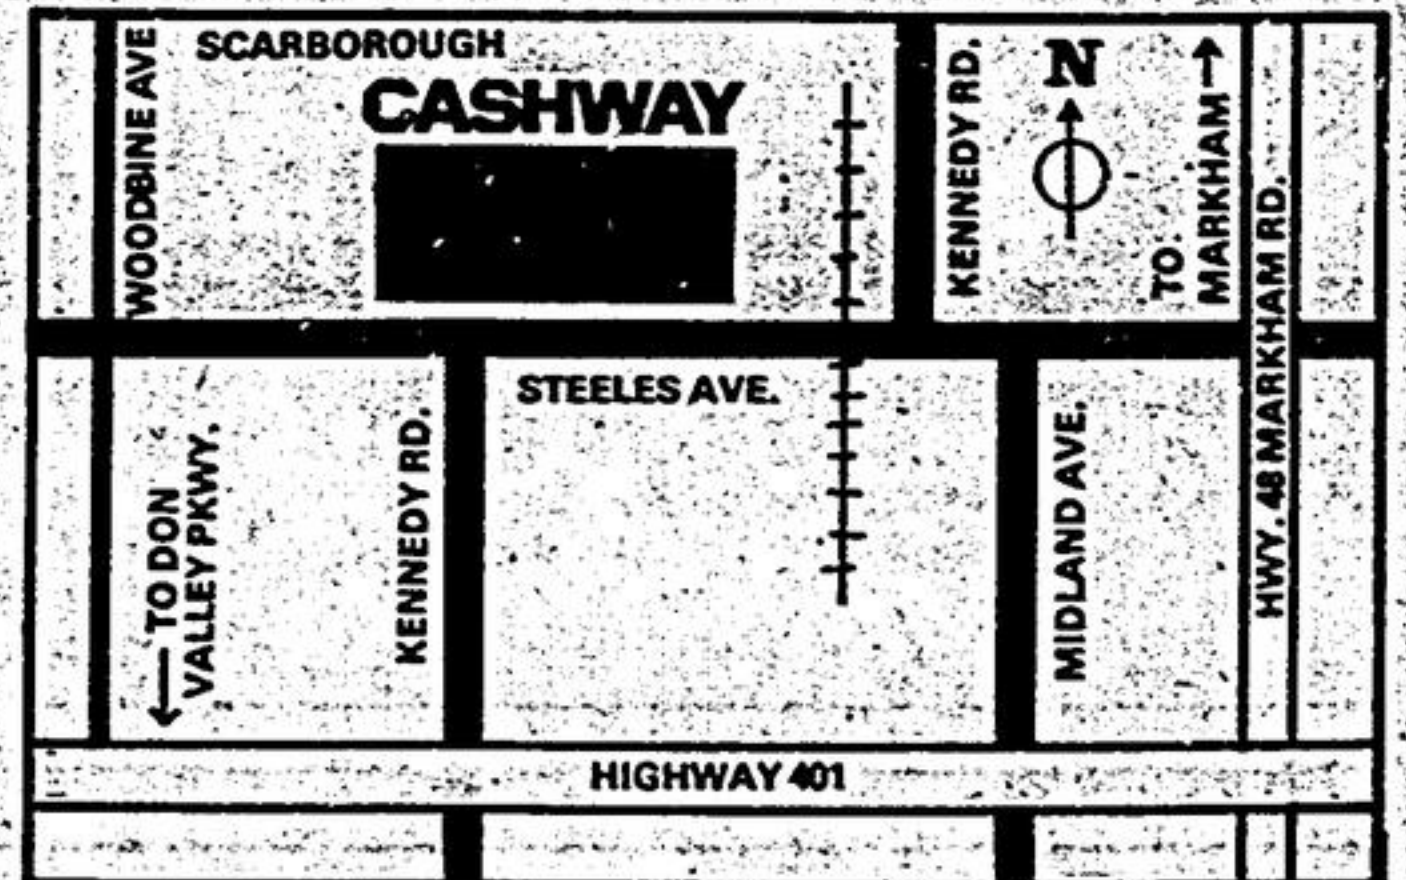 SCARBOROUGH
CASHWAY
WOODBINE AVE
KENNEDY RD.
N
TO
MARKHAM
HWY. 48 MARKHAM RD.
STEELES AVE.
TO DON
VALLEY PKWY.
KENNEDY RD.
MIDLAND AVE.
HIGHWAY 401